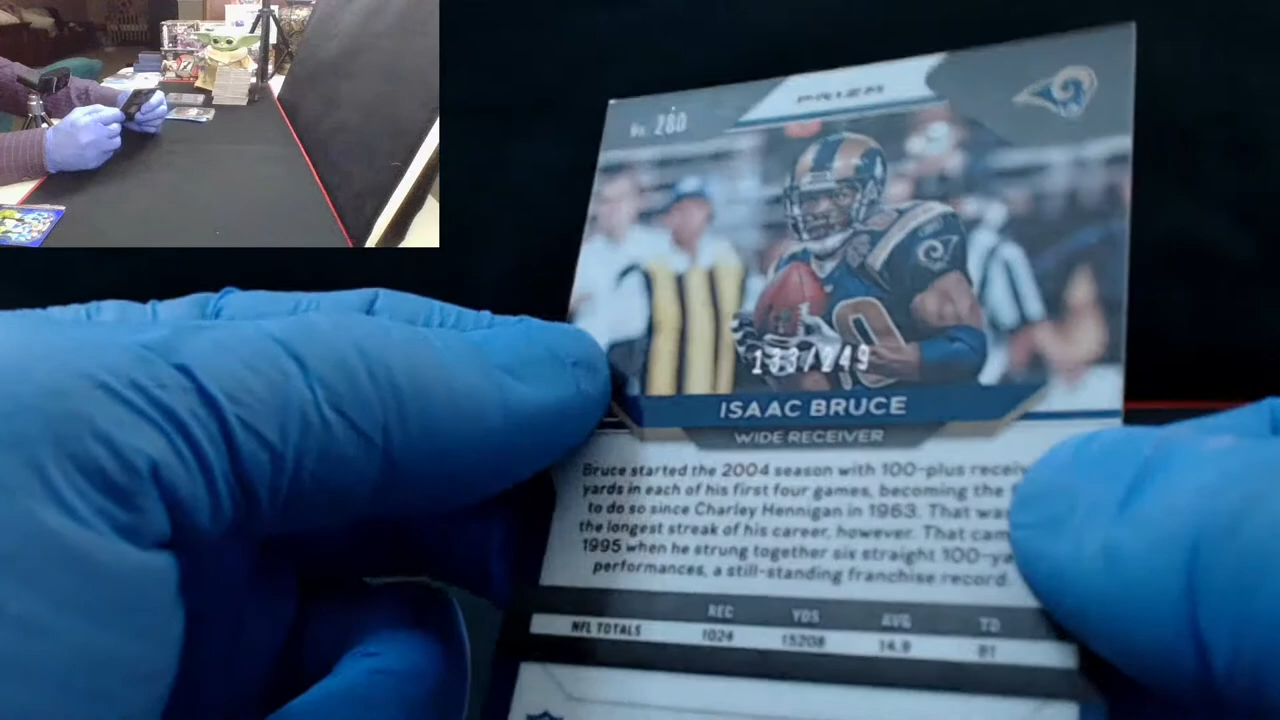 PRIZM
No. 280
133/249
ISAAC BRUCE
WIDE RECEIVER
Bruce started the 2004 season with 100-plus
yards in each of his first four games, becoming the
to do so since Charley Hennigan in 1963. That was
the longest streak of his career, however. That
1995 when he strung together six straight
performances, a still-standing franchise record.
REC YDS AVG TD
NFL TOTALS 1024 15208 14.9 91